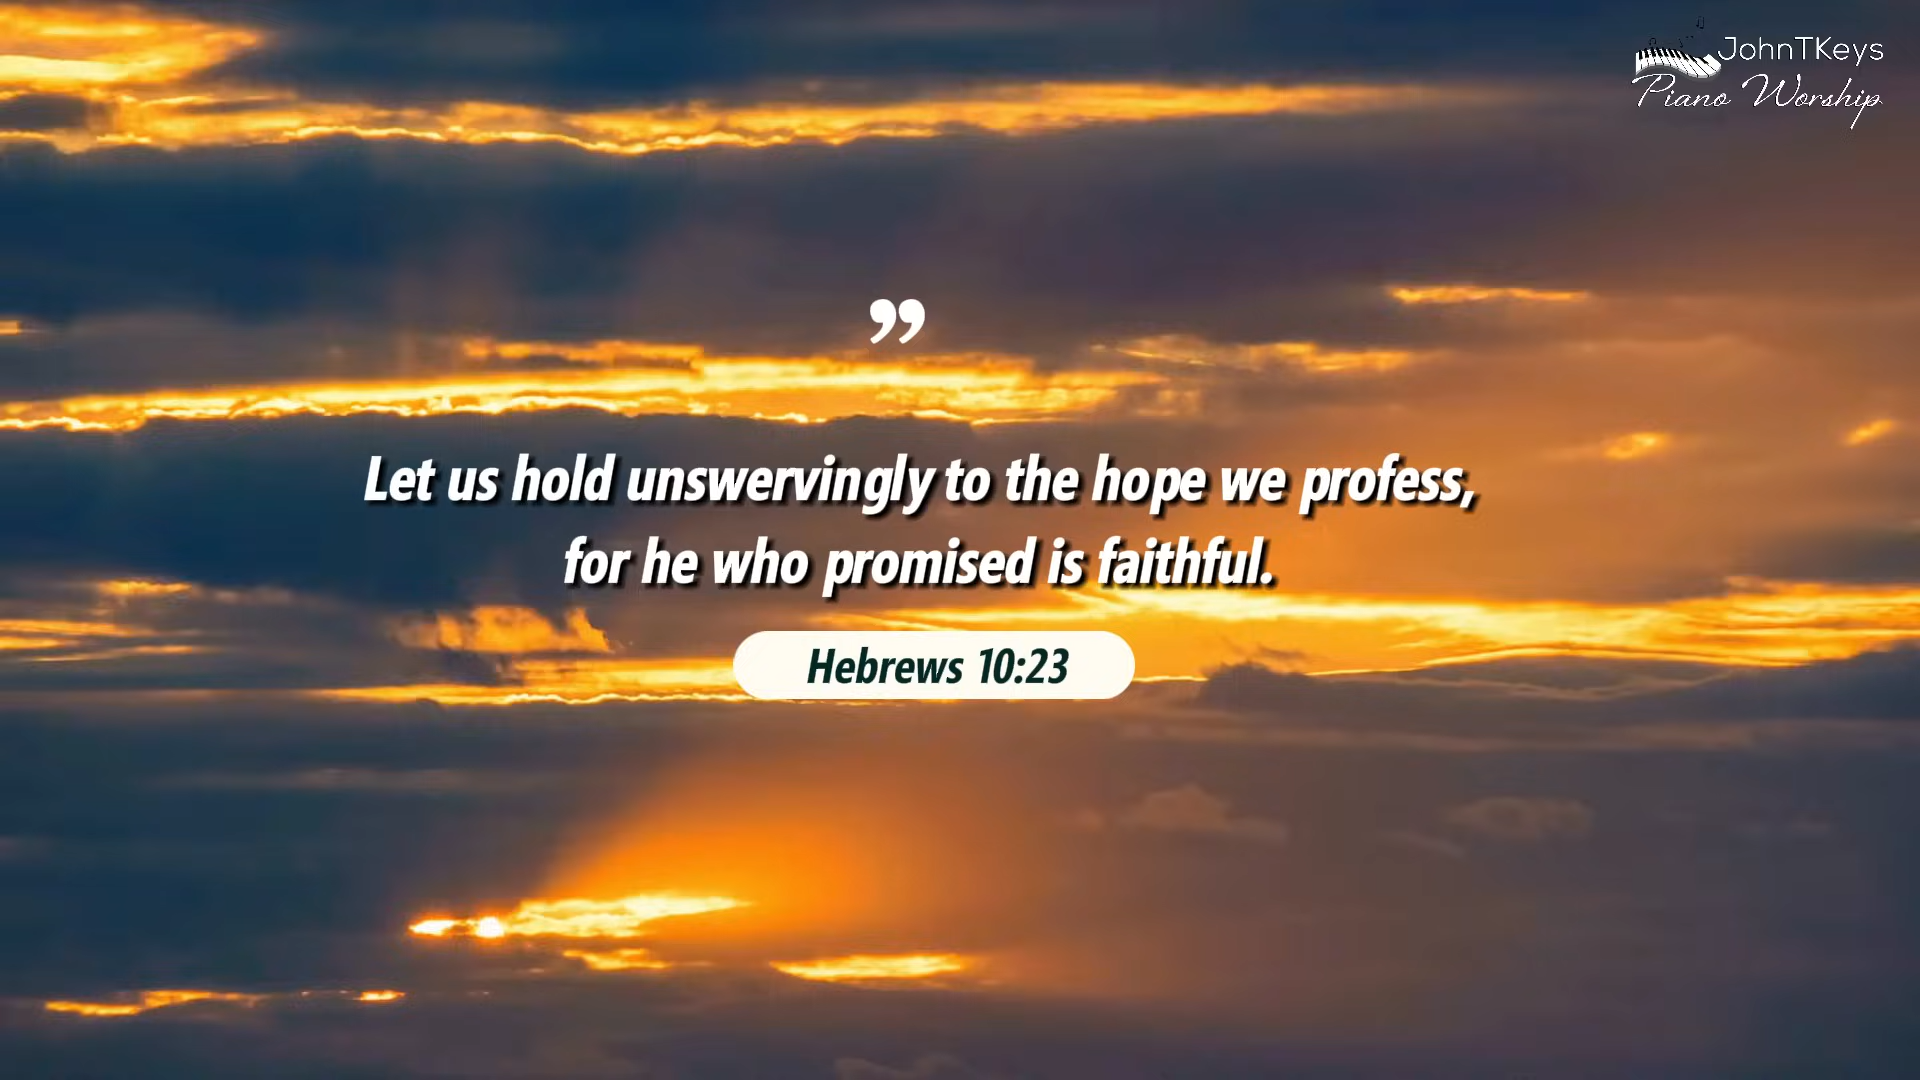 JohnTKeys
Piano Worship
”
Let us hold unswervingly to the hope we profess,
for he who promised is faithful.
Hebrews 10:23